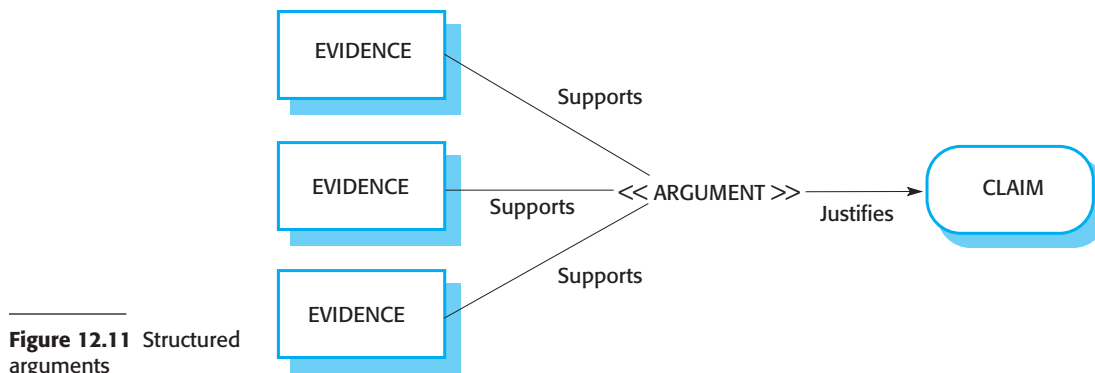 EVIDENCE
Supports
EVIDENCE
Supports
<< ARGUMENT >>
Justifies
CLAIM
Supports
EVIDENCE
Figure 12.11 Structured
arguments